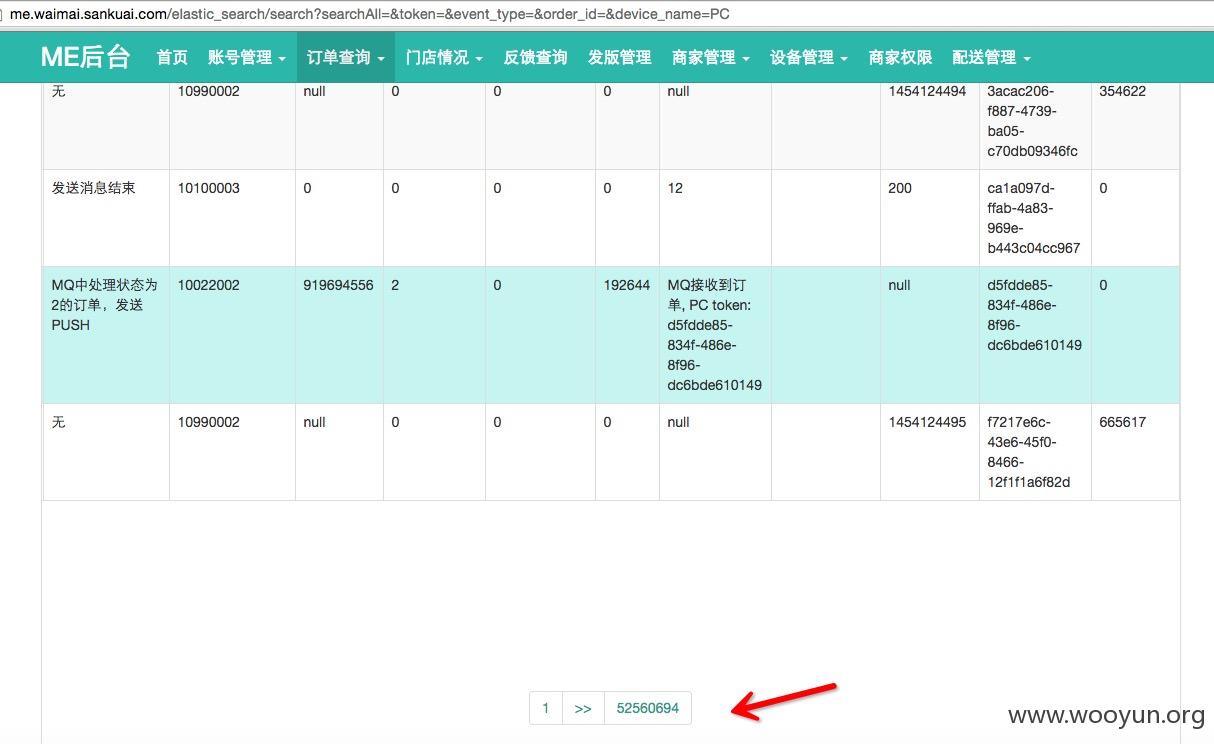 me.waimai.sankuai.com/elastic_search/search?searchAll=&token=&event_type=&order_id=&device_name=PC
ME后台 首页 账号管理 订单查询 门店情况 反馈查询 发版管理 商家管理 设备管理 商家权限 配送管理
无 10990002 null 0 0 0 null 1454124494 3acac206- 354622
f887-4739-
ba05-
c70db09346fc
发送消息结束 10100003 0 0 0 0 12 200 ca1a097d- 0
ffab-4a83-
969e-
b443c04cc967
MQ中处理状态为 10022002 919694556 2 0 192644 MQ接收到订 null d5fdde85- 0
2的订单，发送 单, PC token: 834f-486e-
PUSH d5fdde85- 8f96-
834f-486e- dc6bde610149
8f96-
dc6bde610149
无 10990002 null 0 0 0 null 1454124495 f7217e6c- 665617
43e6-45f0-
8466-
12f1f1a6f82d
1 >> 52560694
www.wooyun.org